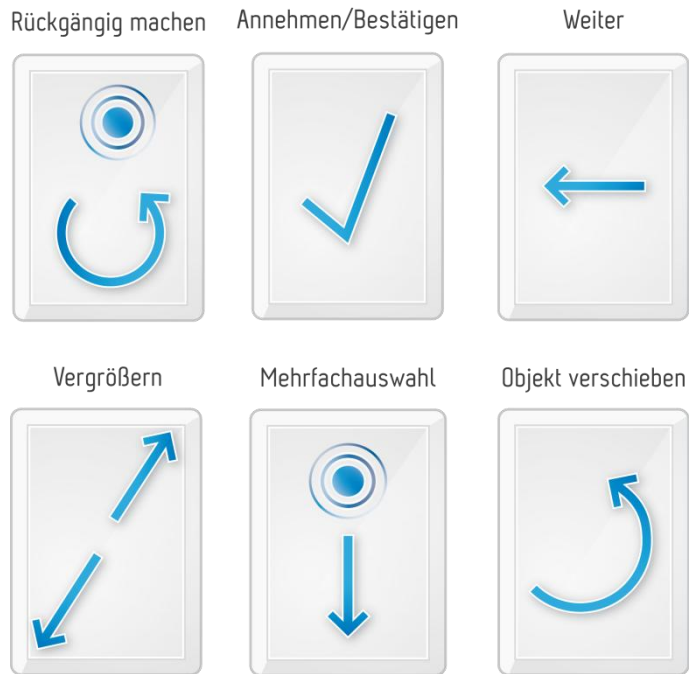 Rückgängig machen
Annehmen/Bestätigen
Weiter
Vergrößern
Mehrfachauswahl
Objekt verschieben